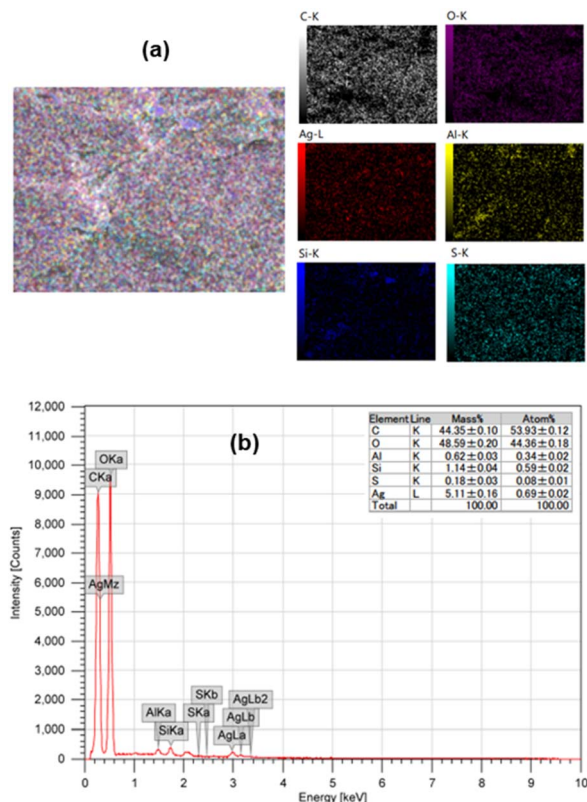 (a)
C-K
O-K
Ag-L
Al-K
Si-K
S-K
(b)
12,000
11,000
10,000
9,000
8,000
7,000
6,000
5,000
4,000
3,000
2,000
1,000
0
Intensity [Counts]
OKa
CKa
AgMz
AlKa
SiKa
SKb
SKa
AgLb2
AgLb
AgLa
Element Line Mass% Atom%
C K 44.35±0.10 53.93±0.12
O K 48.59±0.20 44.36±0.18
Al K 0.62±0.03 0.34±0.02
Si K 1.14±0.04 0.59±0.02
S K 0.18±0.03 0.08±0.01
Ag L 5.11±0.16 0.69±0.02
Total 100.00 100.00
0 1 2 3 4 5 6 7 8 9 10
Energy [keV]